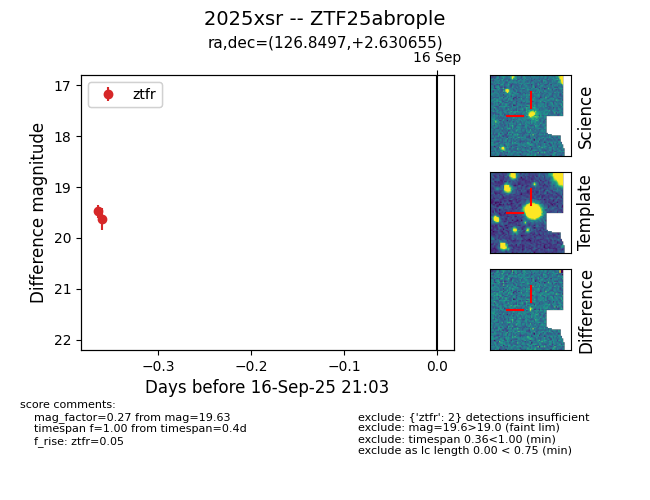 2025xsr -- ZTF25abrople
ra,dec=(126.8497,+2.630655)
16 Sep
ztfr
17
18
19
20
21
22
Difference magnitude
−0.3
−0.2
−0.1
0.0
Days before 16-Sep-25 21:03
Science
Template
Difference
score comments:
mag_factor=0.27 from mag=19.63
timespan f=1.00 from timespan=0.4d
f_rise: ztfr=0.05
exclude: {'ztfr': 2} detections insufficient
exclude: mag=19.6>19.0 (faint lim)
exclude: timespan 0.36<1.00 (min)
exclude as lc length 0.00 < 0.75 (min)